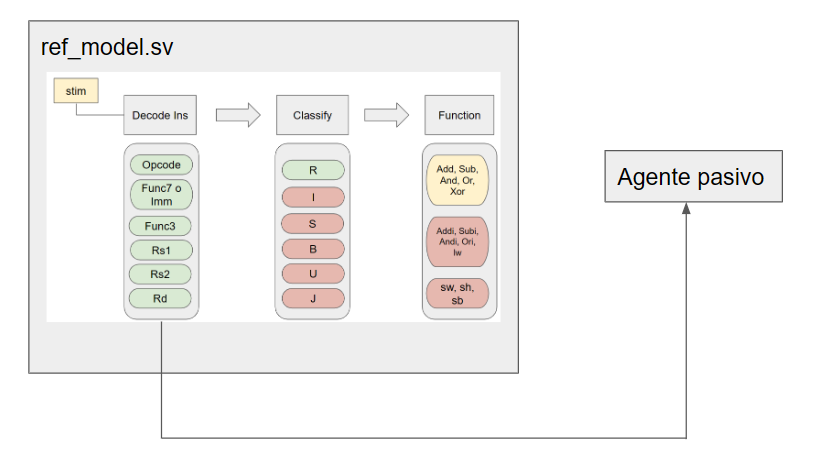 ref_model.sv
stim
Decode Ins
Classify
Function
Opcode
Func7 o
Imm
Func3
Rs1
Rs2
Rd
R
I
S
B
U
J
Add, Sub,
And, Or,
Xor
Addi, Subi,
Andi, Ori,
lw
sw, sh,
sb
Agente pasivo